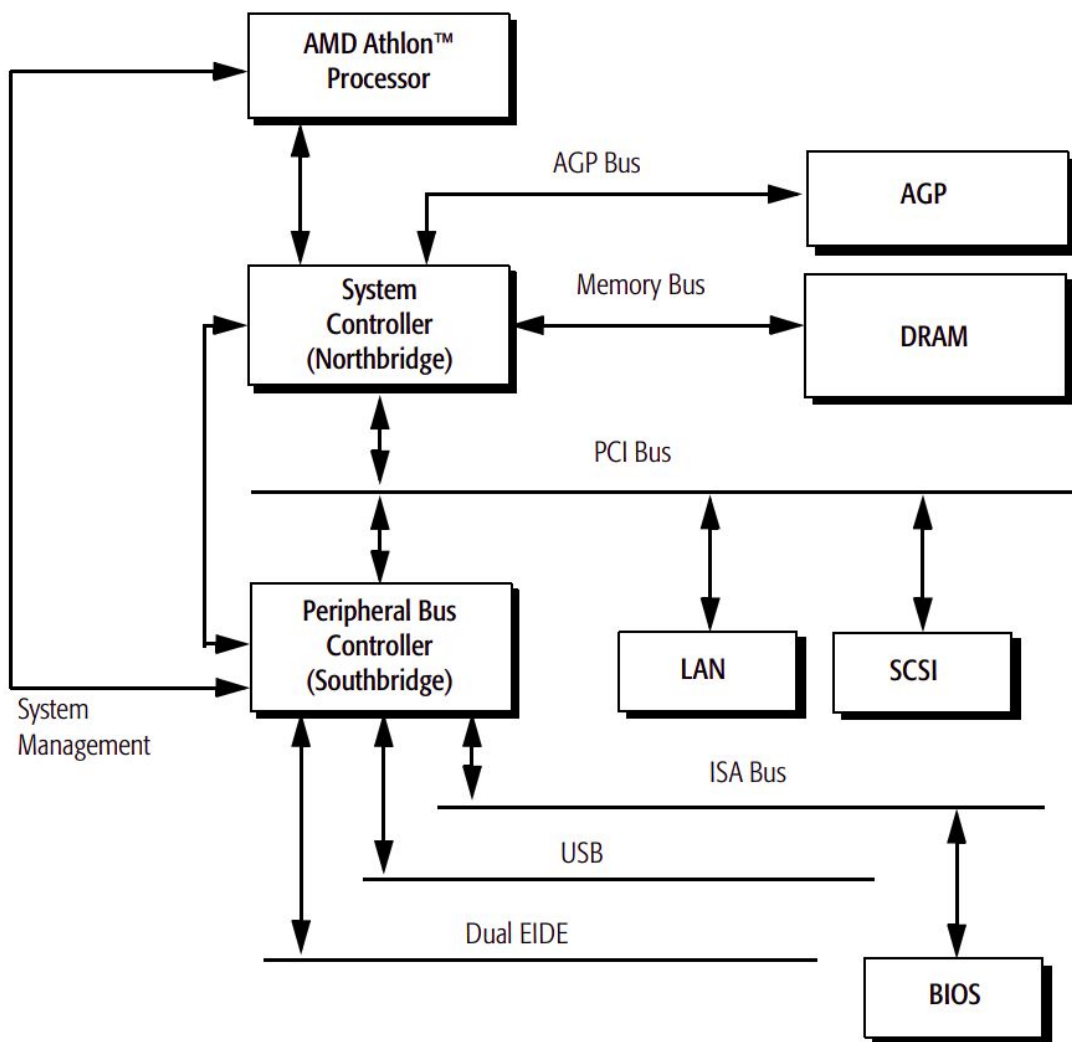 AMD Athlon™
Processor
AGP Bus
AGP
System
Controller
(Northbridge)
Memory Bus
DRAM
PCI Bus
Peripheral Bus
Controller
(Southbridge)
LAN
SCSI
System
Management
ISA Bus
USB
Dual EIDE
BIOS